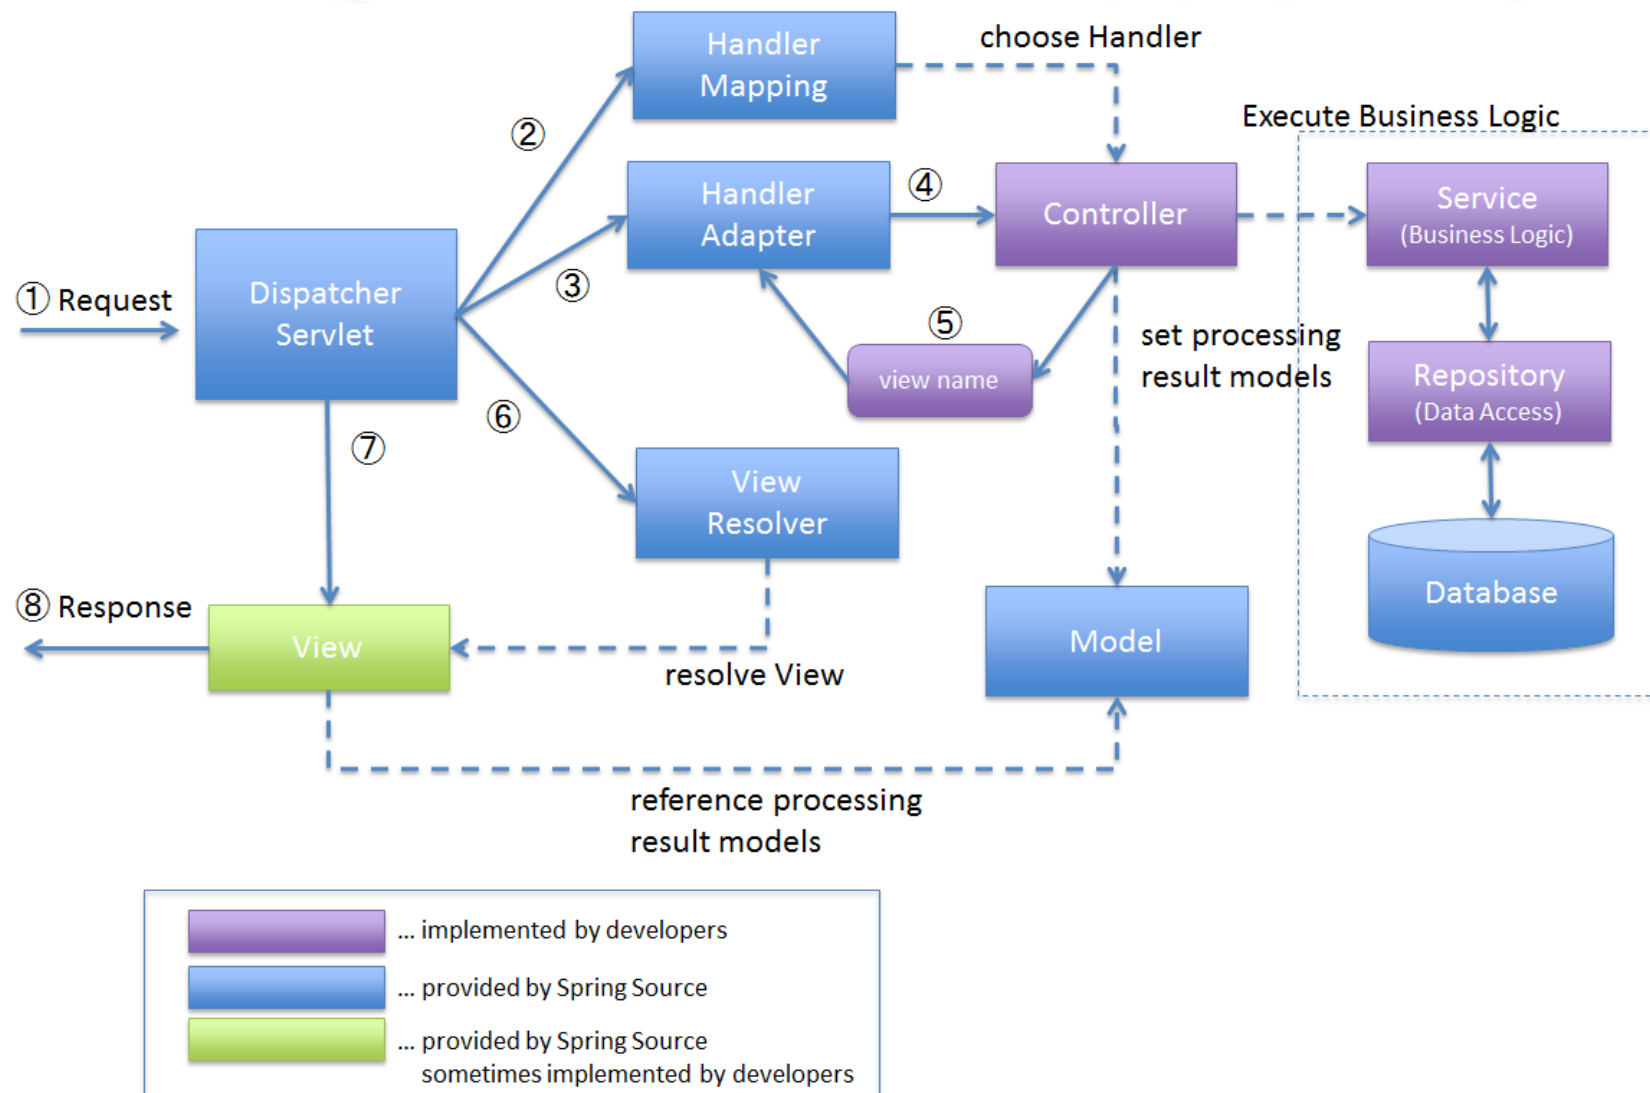 Handler
Mapping
choose Handler
②
Execute Business Logic
Handler
Adapter
④
Controller
Service
(Business Logic)
① Request
Dispatcher
Servlet
③
⑤
view name
set processing
result models
Repository
(Data Access)
⑥
⑦
View
Resolver
Database
⑧ Response
View
resolve View
Model
reference processing
result models
... implemented by developers
... provided by Spring Source
... provided by Spring Source
sometimes implemented by developers